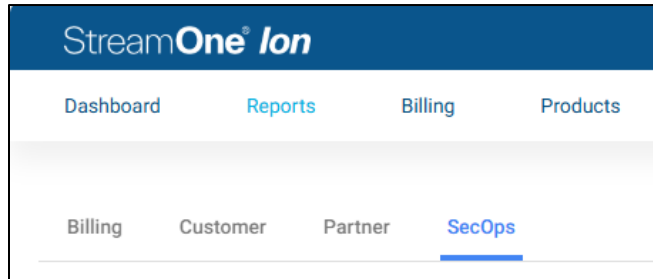 StreamOne® Ion
Dashboard Reports Billing Products
Billing Customer Partner SecOps